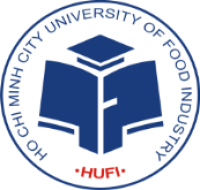 HO CHI MINH CITY UNIVERSITY OF FOOD INDUSTRY
•HUFI•